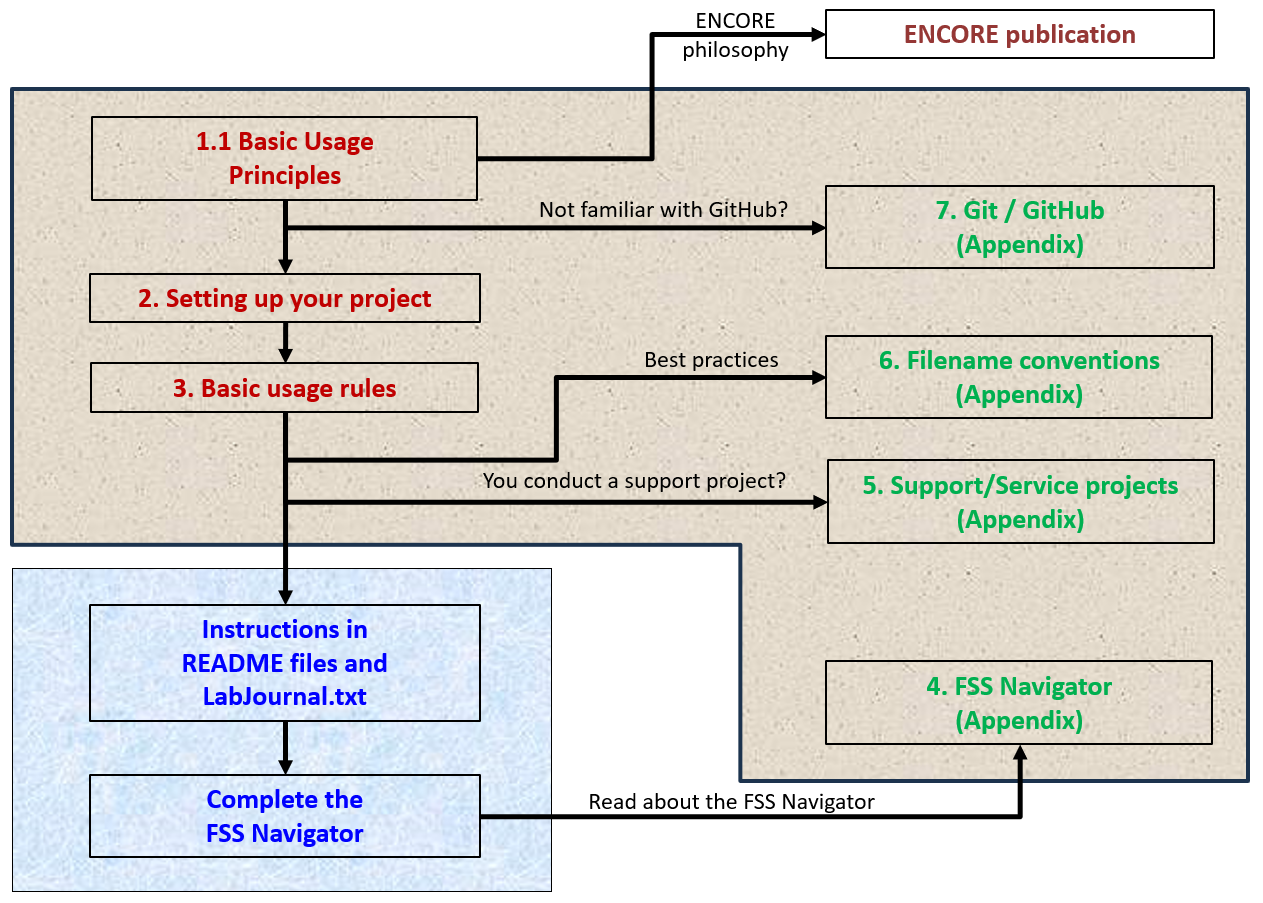 ENCORE
philosophy
ENCORE publication
1.1 Basic Usage
Principles
Not familiar with GitHub?
7. Git / GitHub
(Appendix)
2. Setting up your project
3. Basic usage rules
Best practices
6. Filename conventions
(Appendix)
You conduct a support project?
5. Support/Service projects
(Appendix)
Instructions in
README files and
LabJournal.txt
4. FSS Navigator
(Appendix)
Complete the
FSS Navigator
Read about the FSS Navigator